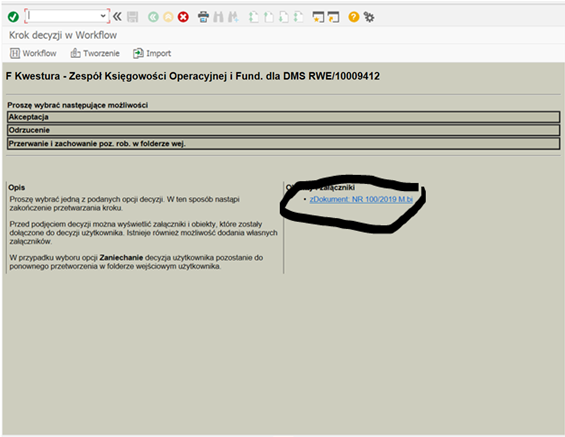 Krok decyzji w Workflow
Workflow Tworzenie Import
F Kwestura - Zespół Księgowości Operacyjnej i Fund. dla DMS RWE/10009412
Proszę wybrać następujące możliwości
Akceptacja
Odrzucenie
Przerwanie i zachowanie poz. rob. w folderze wej.
Opis
Proszę wybrać jedną z podanych opcji decyzji. W ten sposób nastąpi
zakończenie przetwarzania kroku.
Przed podjęciem decyzji można wyświetlić załączniki i obiekty, które zostały
dołączone do decyzji użytkownika. Istnieje również możliwość dodania własnych
załączników.
W przypadku wyboru opcji Zaniechanie decyzja użytkownika pozostanie do
ponownego przetworzenia w folderze wejściowym użytkownika.
załączniki
zDokument: NR 100/2019 M bi